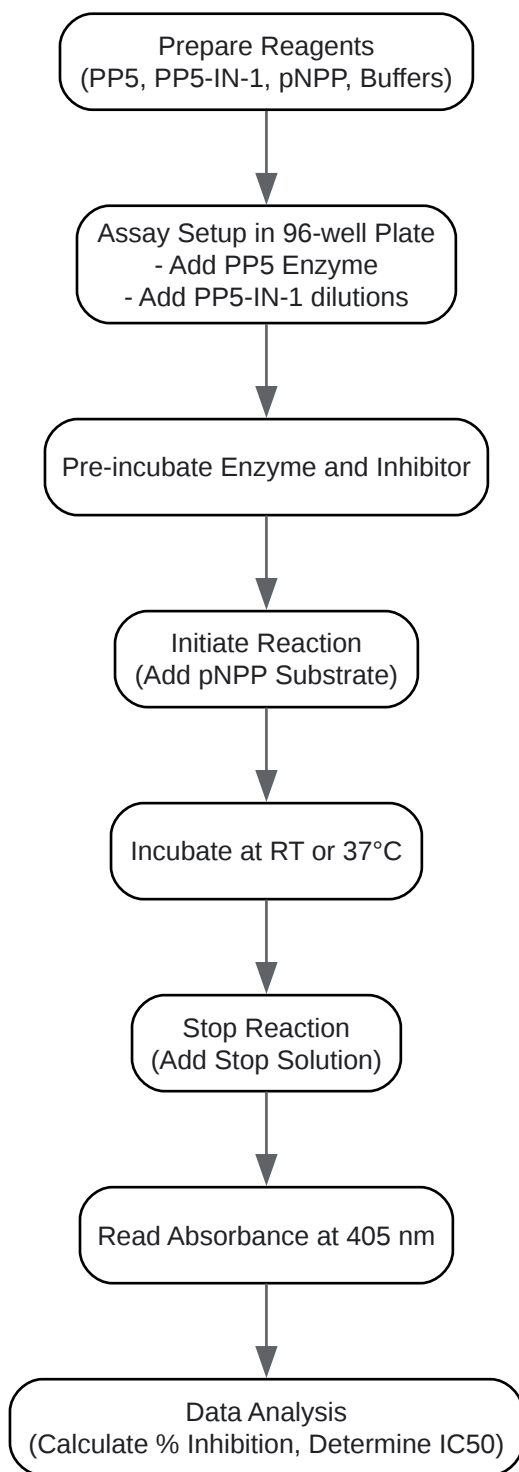 Prepare Reagents
(PP5, PP5-IN-1, pNPP, Buffers)
Assay Setup in 96-well Plate
- Add PP5 Enzyme
- Add PP5-IN-1 dilutions
Pre-incubate Enzyme and Inhibitor
Initiate Reaction
(Add pNPP Substrate)
Incubate at RT or 37°C
Stop Reaction
(Add Stop Solution)
Read Absorbance at 405 nm
Data Analysis
(Calculate % Inhibition, Determine IC50)